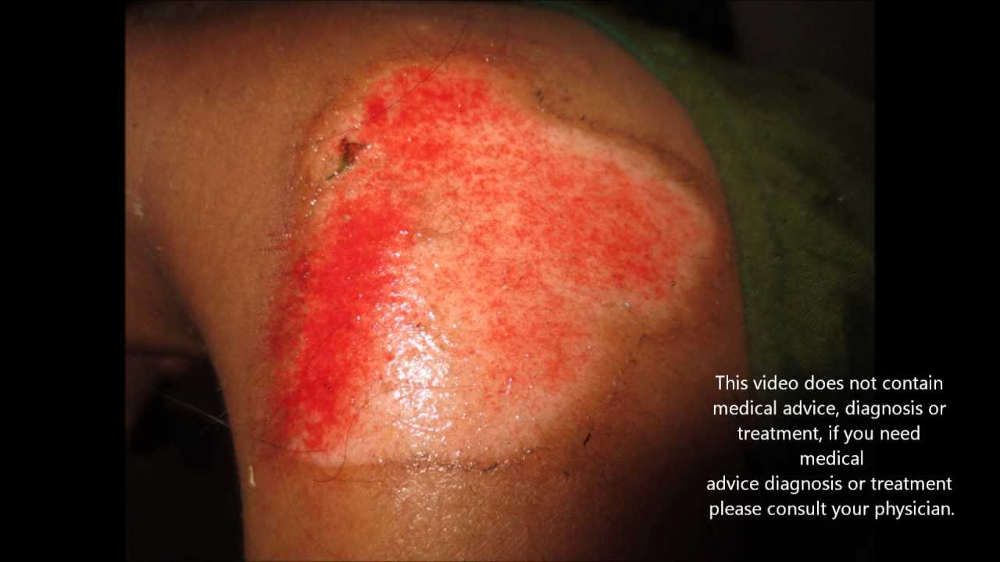 This video does not contain
medical advice, diagnosis or
treatment, if you need
medical
advice diagnosis or treatment
please consult your physician.